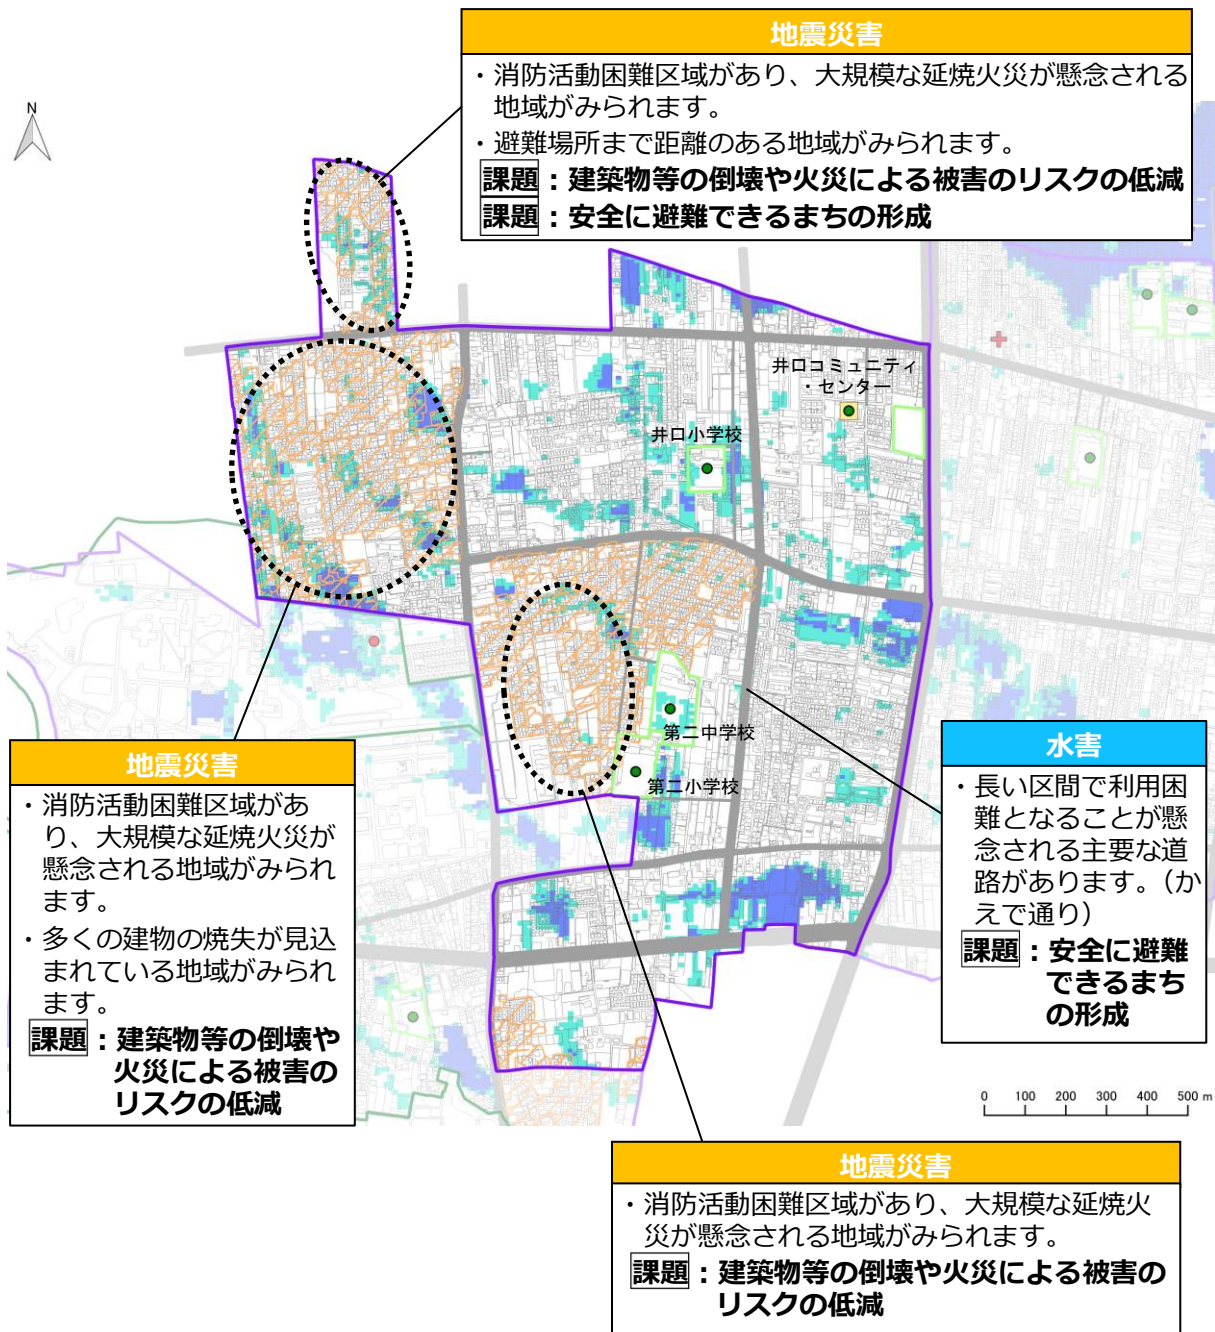 地震災害
・消防活動困難区域があり、大規模な延焼火災が懸念される
地域がみられます。
・避難場所まで距離のある地域がみられます。
課題：建築物等の倒壊や火災による被害のリスクの低減
課題：安全に避難できるまちの形成
N
井口コミュニティ
・センター
井口小学校
第二中学校
第二小学校
地震災害
・消防活動困難区域があ
り、大規模な延焼火災が
懸念される地域がみられ
ます。
・多くの建物の焼失が見込
まれている地域がみられ
ます。
課題：建築物等の倒壊や
火災による被害の
リスクの低減
水害
・長い区間で利用困
難となることが懸
念される主要な道
路があります。（か
えで通り）
課題：安全に避難
できるまち
の形成
0 100 200 300 400 500 m
地震災害
・消防活動困難区域があり、大規模な延焼火
災が懸念される地域がみられます。
課題：建築物等の倒壊や火災による被害の
リスクの低減